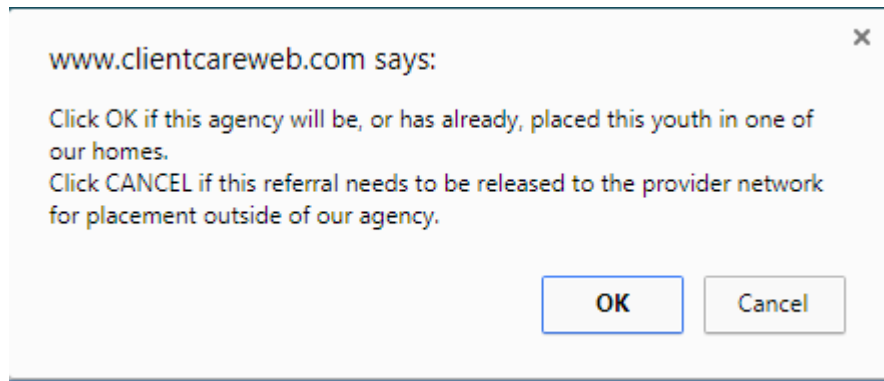 www.clientcareweb.com says:
Click OK if this agency will be, or has already, placed this youth in one of
our homes.
Click CANCEL if this referral needs to be released to the provider network
for placement outside of our agency.
OK
Cancel